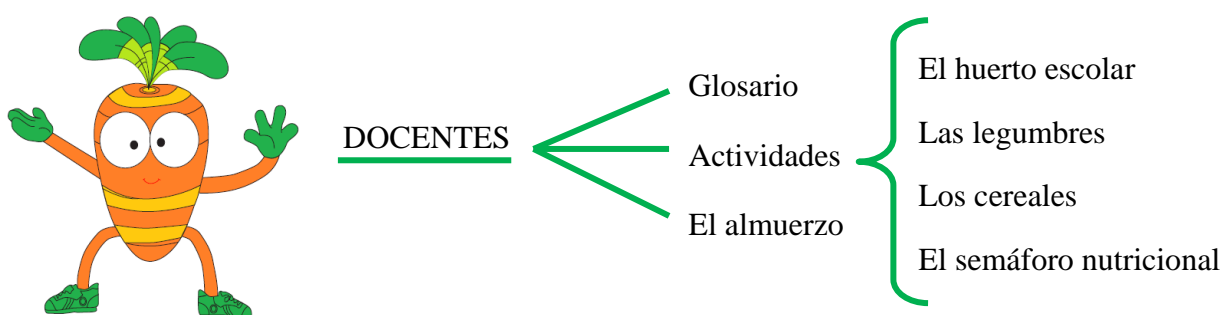 DOCENTES
Glosario
Actividades
El almuerzo
El huerto escolar
Las legumbres
Los cereales
El semáforo nutricional